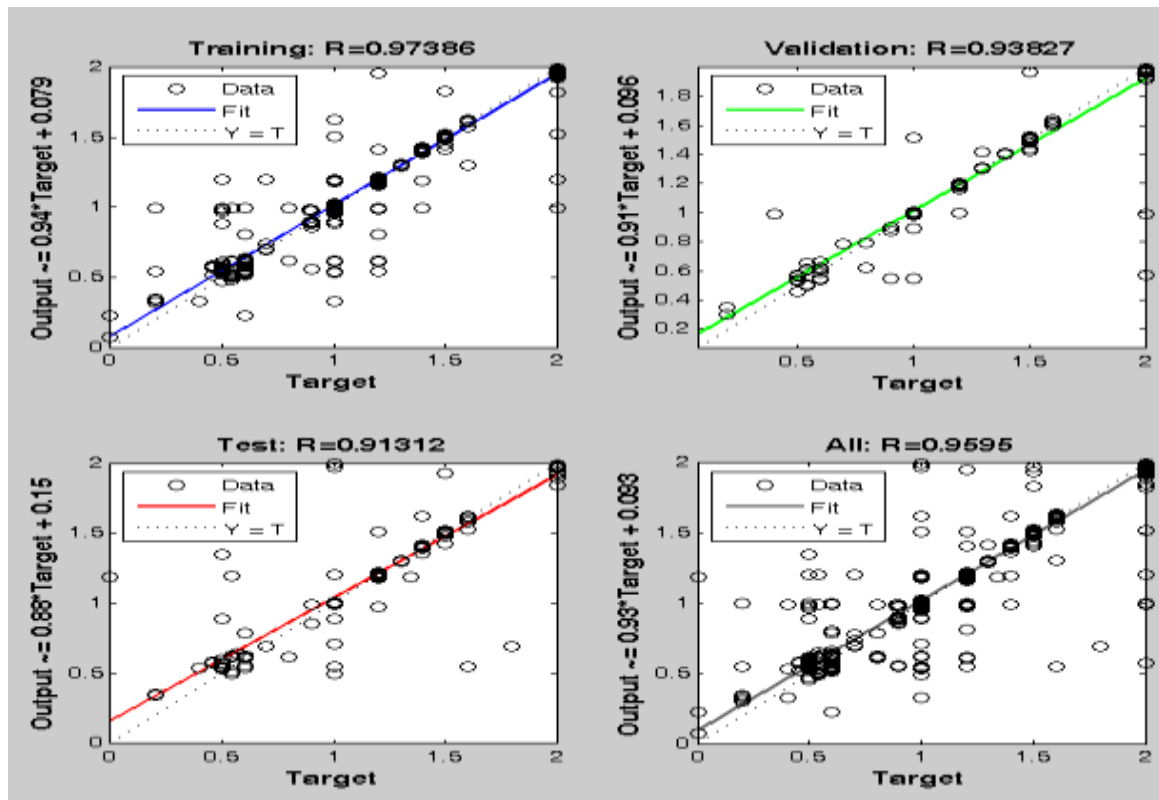 Training: R=0.97386
Output ~= 0.94*Target + 0.079
2
1.5
1
0.5
0
Data
Fit
Y = T
0 0.5 1 1.5 2
Target
Validation: R=0.93827
Output ~= 0.91*Target + 0.096
1.8
1.6
1.4
1.2
1
0.8
0.6
0.4
0.2
Data
Fit
Y = T
0.5 1 1.5 2
Target
Test: R=0.91312
Output ~= 0.88*Target + 0.15
2
1.5
1
0.5
0
Data
Fit
Y = T
0 0.5 1 1.5 2
Target
All: R=0.9595
Output ~= 0.93*Target + 0.093
2
1.5
1
0.5
0
Data
Fit
Y = T
0 0.5 1 1.5 2
Target